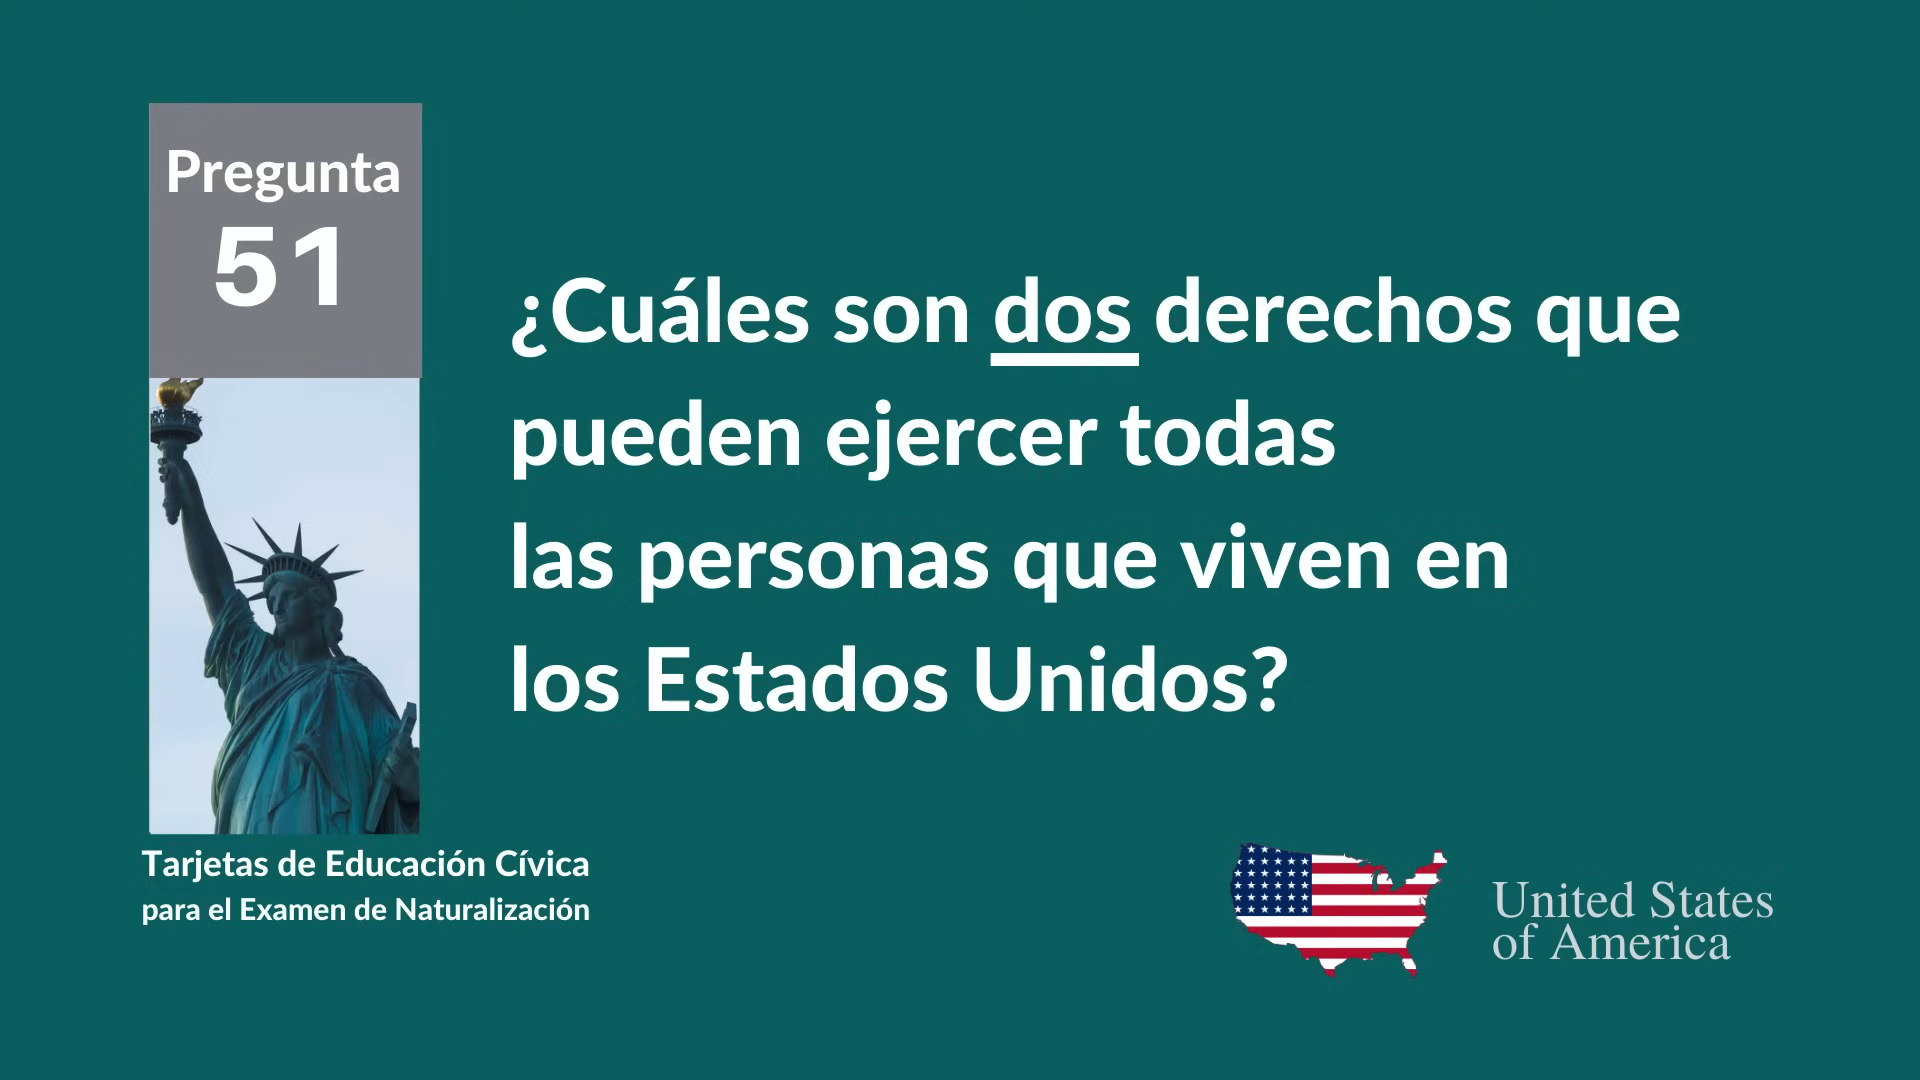 Pregunta
51
¿Cuáles son dos derechos que
pueden ejercer todas
las personas que viven en
los Estados Unidos?
Tarjetas de Educación Cívica
para el Examen de Naturalización
United States
of America